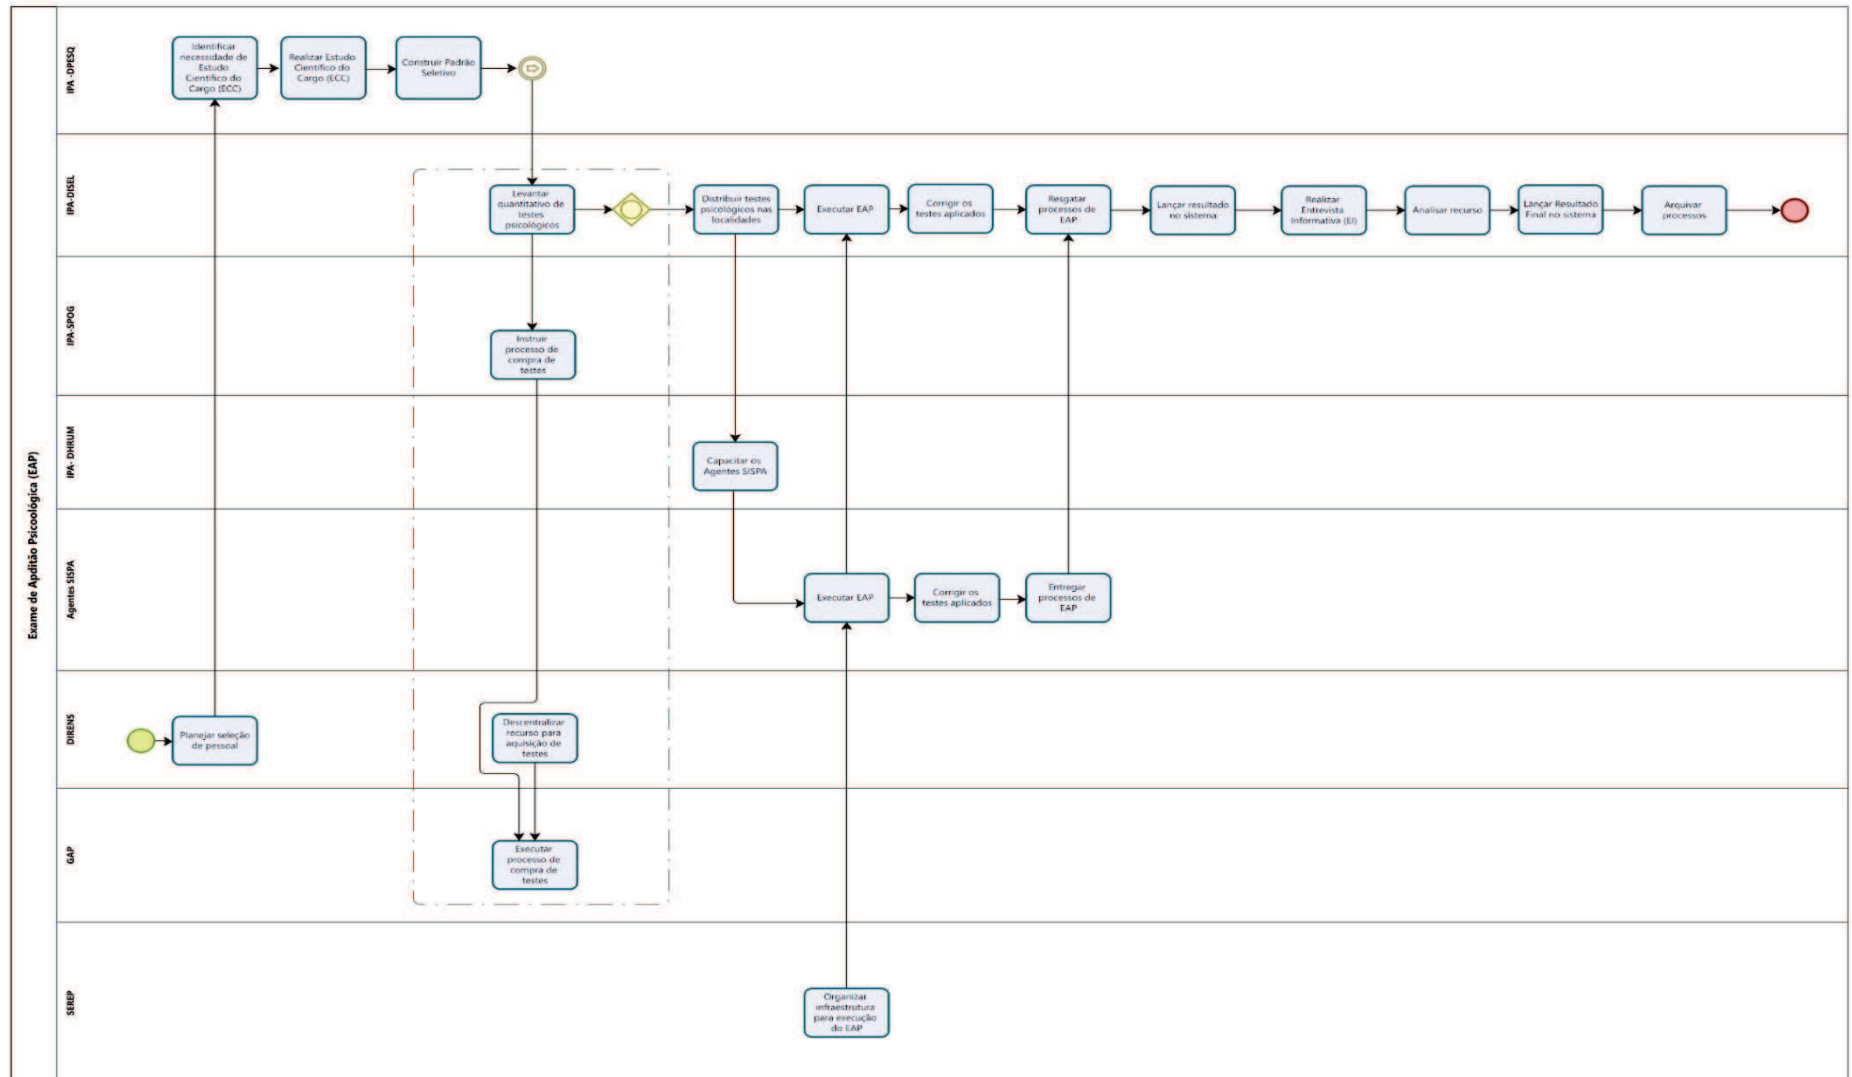 Exame de Apditão Psicoológica (EAP)
IPA -DPESQ
Identificar
necessidade de
Estudo
Científico do
Cargo (ECC)
Realizar Estudo
Científico do
Cargo (ECC)
Construir Padrão
Seletivo
IPA-DISEL
Levantar
quantitativo de
testes
psicológicos
Distribuir testes
psicológicos nas
localidades
Executar EAP
Corrigir os
testes aplicados
Resgatar
processos de
EAP
Lançar resultado
no sistema
Realizar
Entrevista
Informativa (EI)
Analisar recurso
Lançar Resultado
Final no sistema
Arquivar
processos
IPA-SPOG
Instruir
processo de
compra de
testes
IPA- DHRUM
Capacitar os
Agentes SISPA
Agentes SISPA
Executar EAP
Corrigir os
testes aplicados
Entregar
processos de
EAP
DIRENS
Planejar seleção
de pessoal
Descentralizar
recurso para
aquisição de
testes
GAP
Executar
processo de
compra de
testes
SEREP
Organizar
infraestrutura
para execução
do EAP